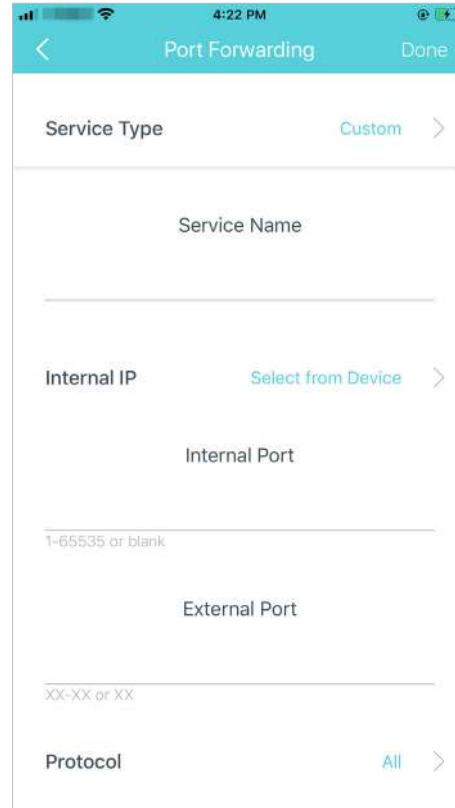 4:22 PM
Port Forwarding Done
Service Type Custom
Service Name
Internal IP Select from Device
Internal Port
1-65535 or blank
External Port
XX-XX or XX
Protocol All